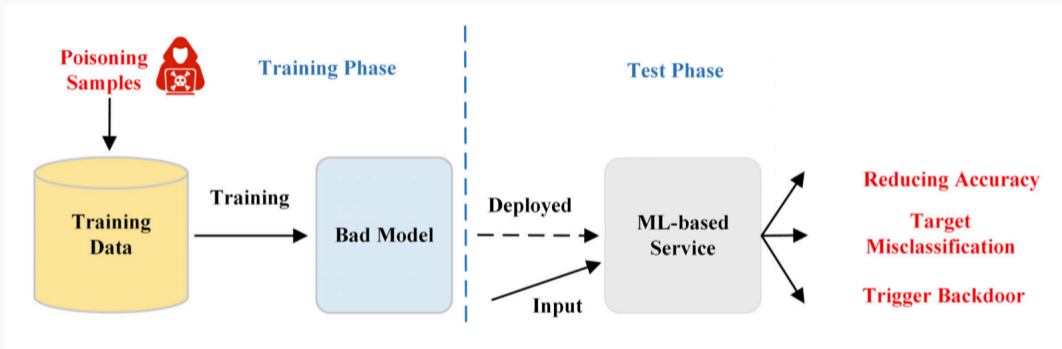 Poisoning
Samples
Training Phase
Test Phase
Training
Data
Training
Bad Model
Deployed
Input
ML-based
Service
Reducing Accuracy
Target
Misclassification
Trigger Backdoor